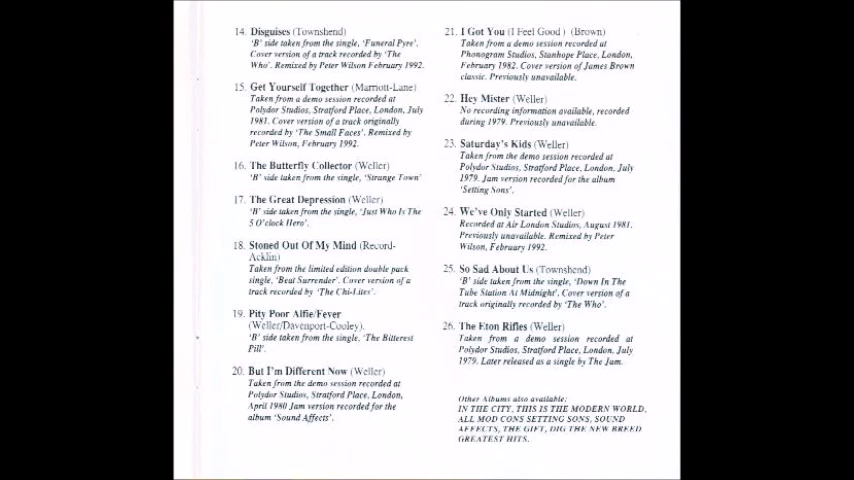 14. Disguises (Townshend)
'B' side taken from the single, 'Funeral Pyre'.
Cover version of a track recorded by 'The
Who'. Remixed by Peter Wilson February 1992.
15. Get Yourself Together (Marriott-Lane)
Taken from a demo session recorded at
Polydor Studios, Stratford Place, London, July
1981. Cover version of a track originally
recorded by 'The Small Faces'. Remixed by
Peter Wilson, February 1992.
16. The Butterfly Collector (Weller)
'B' side taken from the single, 'Strange Town'
17. The Great Depression (Weller)
'B' side taken from the single, 'Just Who Is The
5 O'clock Hero'.
18. Stoned Out Of My Mind (Record-
Acklin)
Taken from the limited edition double pack
single, 'Beat Surrender'. Cover version of a
track recorded by 'The Chi-Lites'.
19. Pity Poor Alfie/Fever
(Weller/Davenport-Cooley).
'B' side taken from the single, 'The Bitterest
Pill'.
20. But I'm Different Now (Weller)
Taken from the demo session recorded at
Polydor Studios, Stratford Place, London,
April 1980 Jam version recorded for the
album 'Sound Affects'.
21. I Got You (I Feel Good ) (Brown)
Taken from a demo session recorded at
Phonogram Studios, Stanhope Place, London,
February 1982. Cover version of James Brown
classic. Previously unavailable.
22. Hey Mister (Weller)
No recording information available, recorded
during 1979. Previously unavailable.
23. Saturday's Kids (Weller)
Taken from the demo session recorded at
Polydor Studios, Stratford Place, London, July
1979. Jam version recorded for the album
'Setting Sons'.
24. We've Only Started (Weller)
Recorded at Air London Studios, August 1981.
Previously unavailable. Remixed by Peter
Wilson, February 1992.
25. So Sad About Us (Townshend)
'B' side taken from the single, 'Down In The
Tube Station At Midnight'. Cover version of a
track originally recorded by 'The Who'.
26. The Eton Rifles (Weller)
Taken from a demo session recorded at
Polydor Studios, Stratford Place, London, July
1979. Later released as a single by The Jam.
Other Albums also available:
IN THE CITY, THIS IS THE MODERN WORLD,
ALL MOD CONS SETTING SONS, SOUND
AFFECTS, THE GIFT, DIG THE NEW BREED
GREATEST HITS.